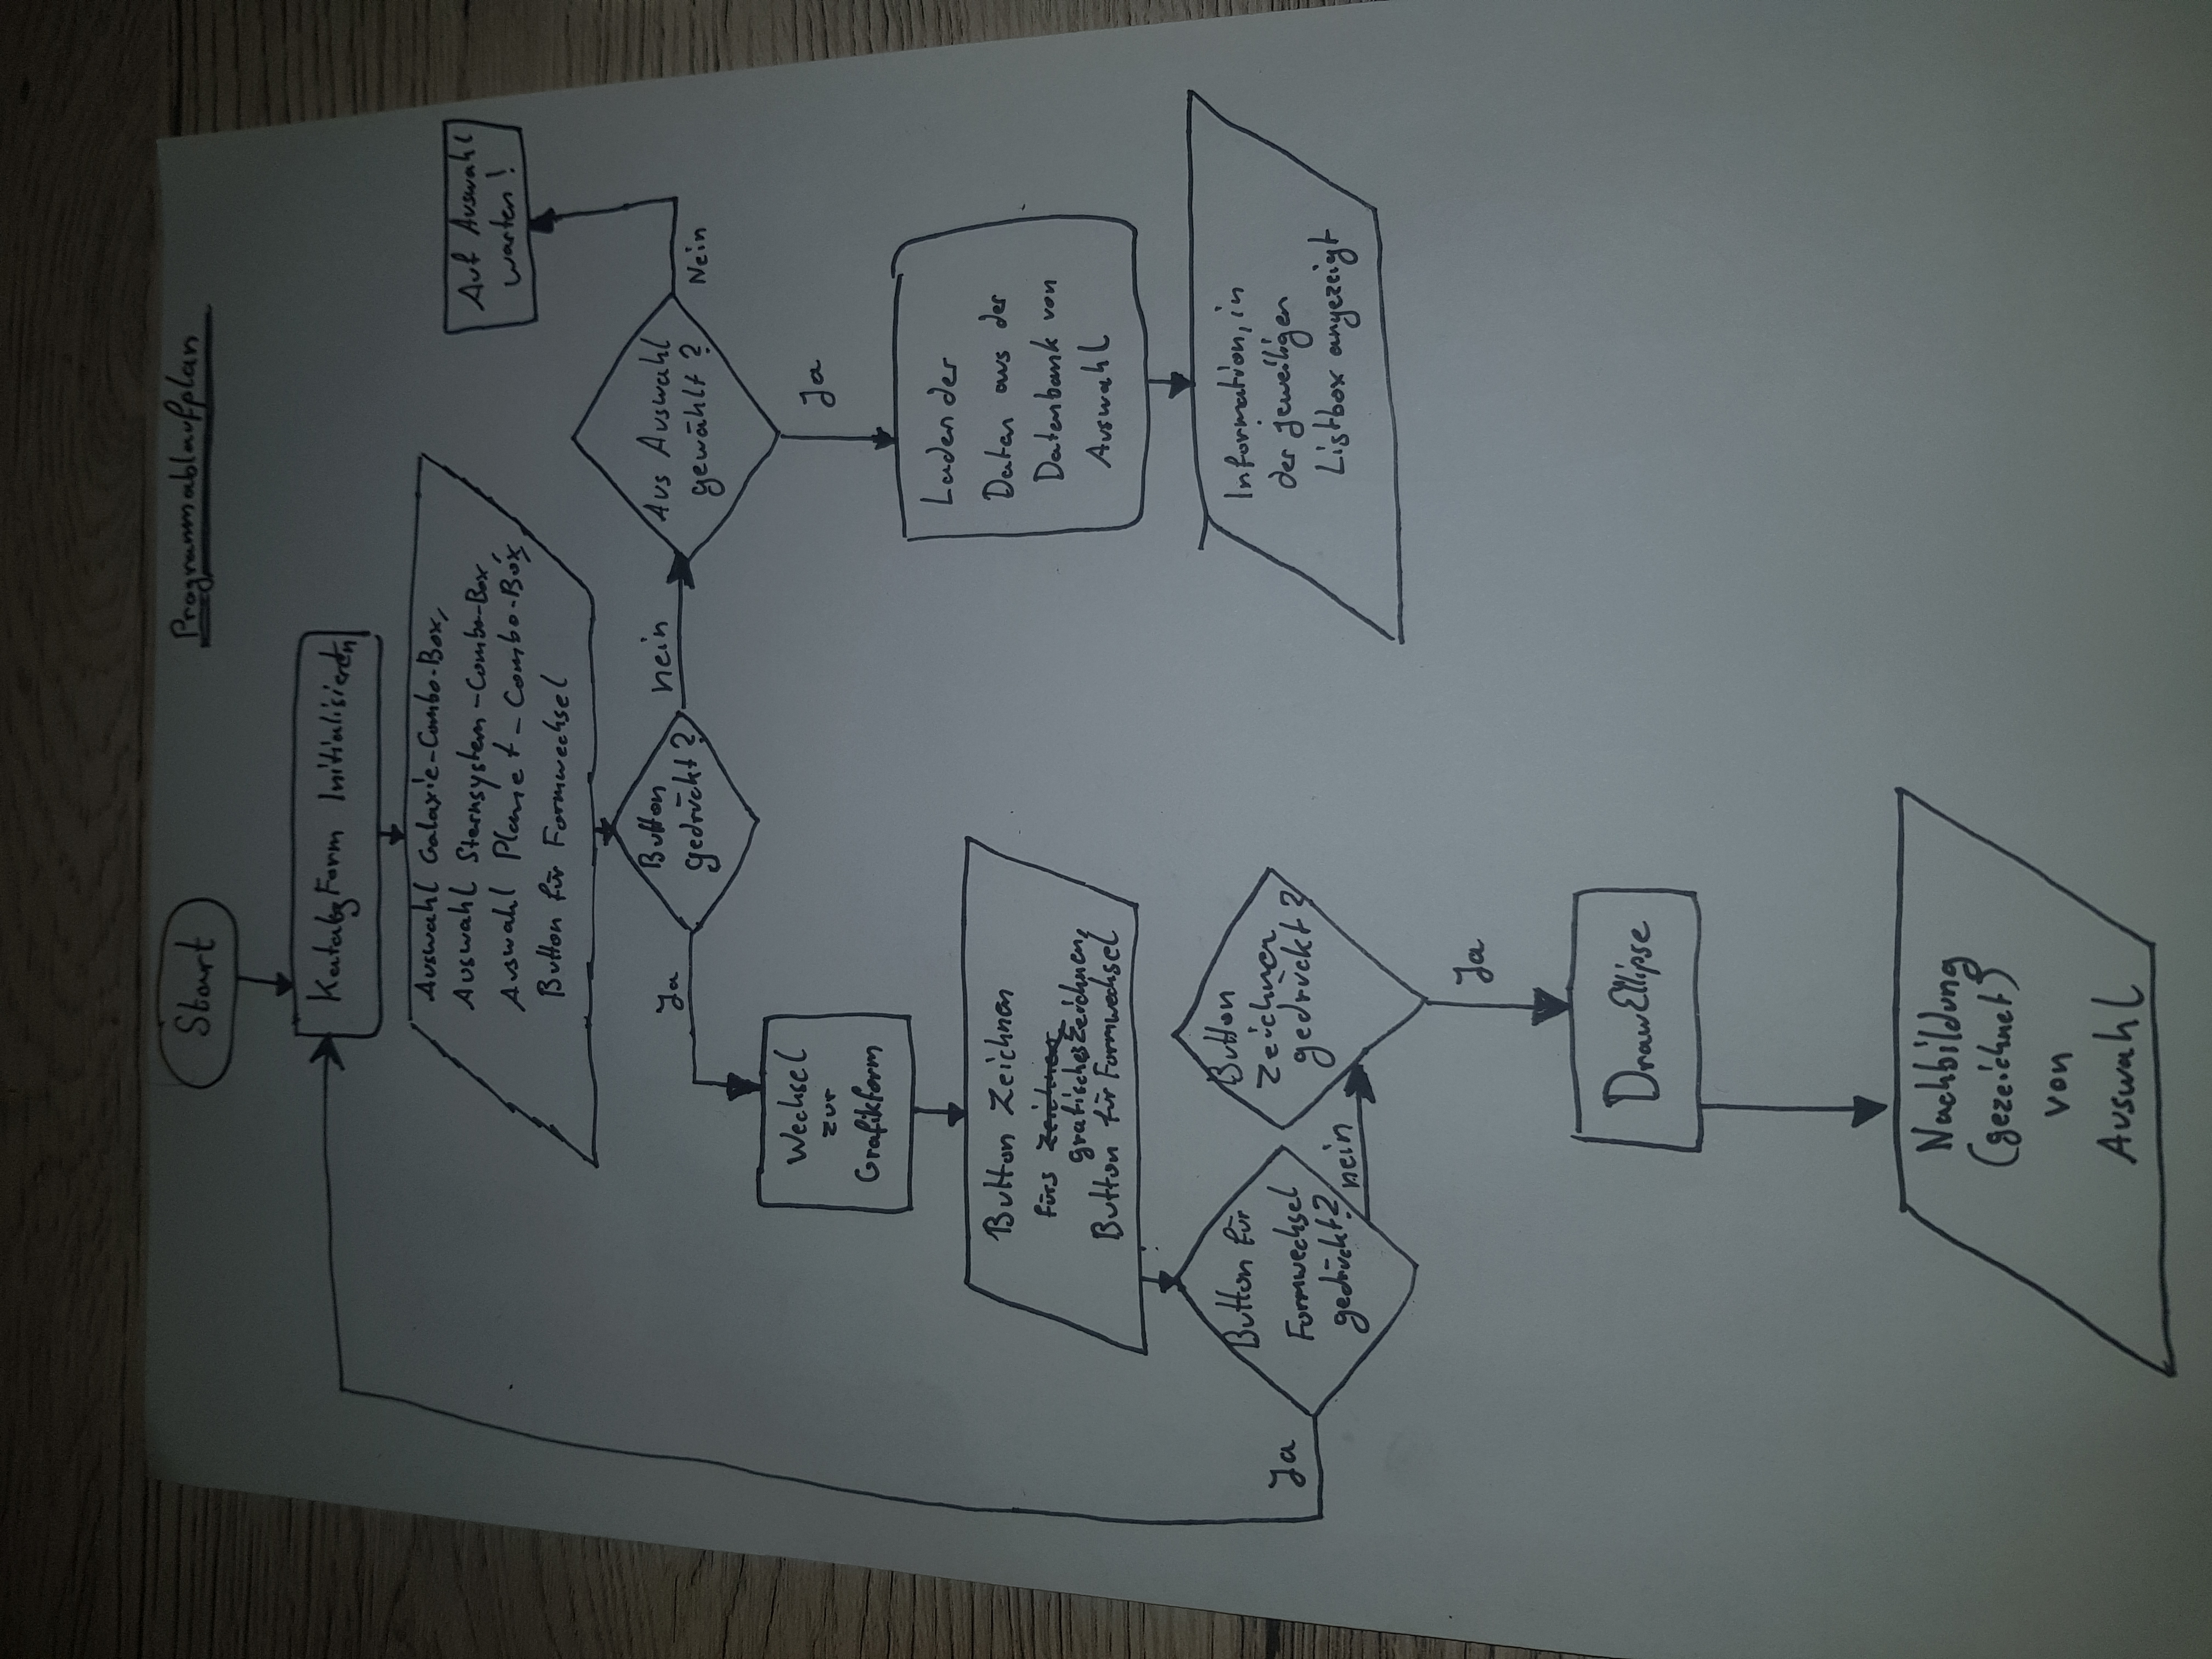 Start
Programmablaufplan
KatalogForm Initialisieren
Auswahl Galaxie-Combo-Box,
Auswahl Sternsystem-Combo-Box,
Auswahl Planet-Combo-Box,
Button für Formwechsel
Auf Auswahl
warten!
Button
gedrückt?
Ja
nein
Aus Auswahl
gewählt?
Nein
Ja
Wechsel
zur
Grafikform
Laden der
Daten aus der
Datenbank von
Auswahl
Button Zeichnen
fürs Zeichnen
grafisches Zeichnen,
Button für Formwechsel
Information, in
der jeweiligen
Listbox angezeigt
Button für
Formwechsel
gedrückt?
Ja
nein
Button
Zeichnen
gedrückt?
Ja
DrawEllipse
Nachbildung
(gezeichnet)
von
Auswahl